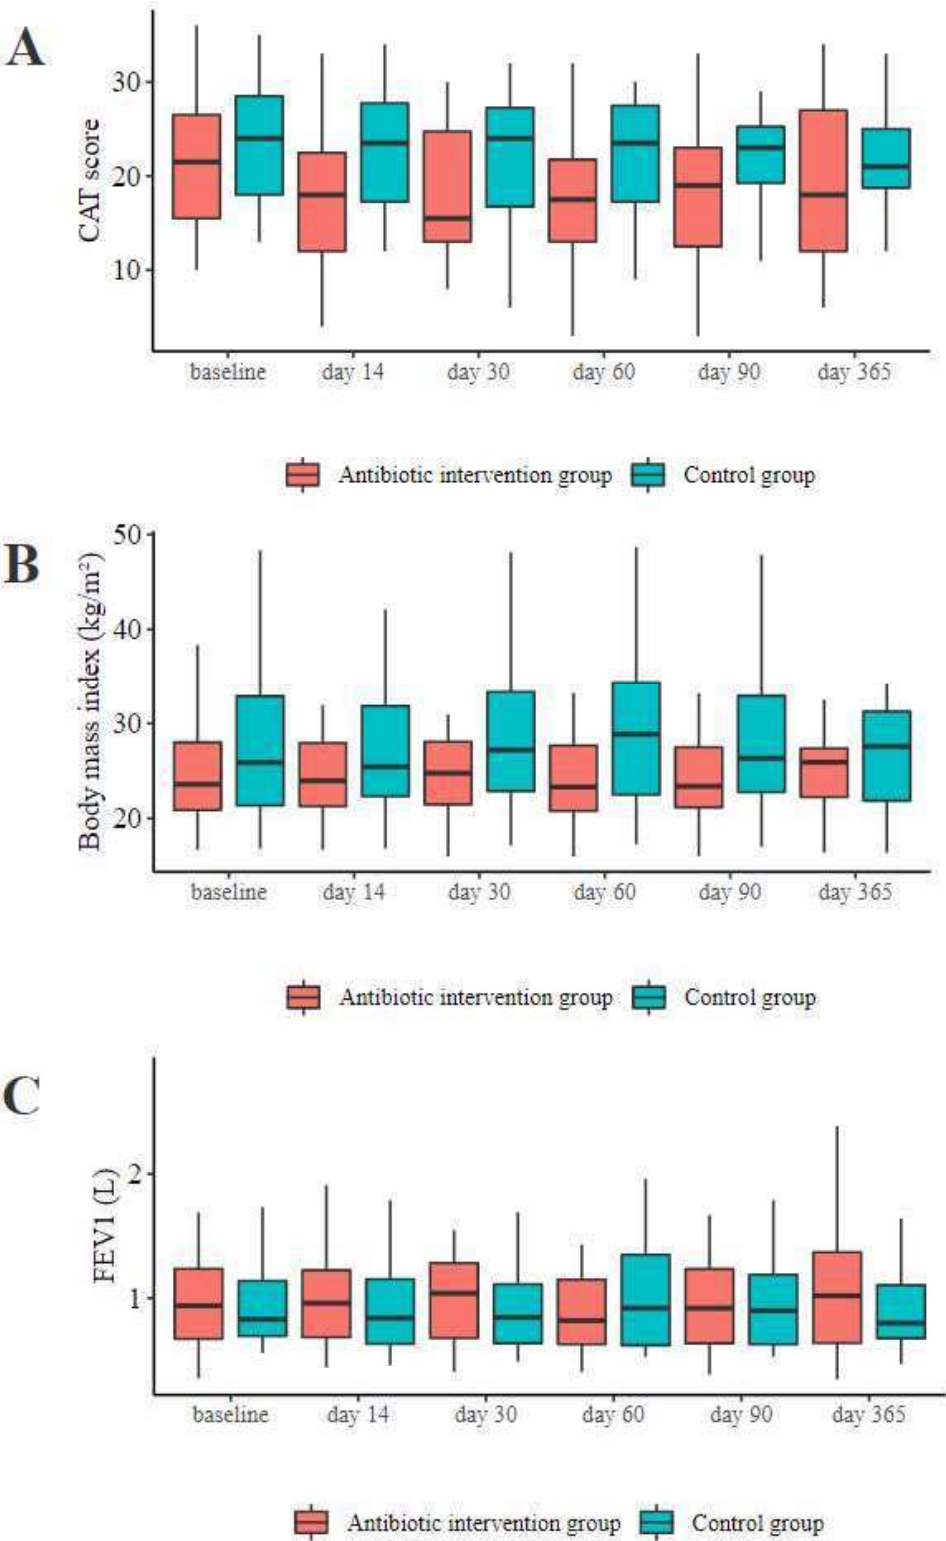 A
CAT score
30
20
10
baseline day 14 day 30 day 60 day 90 day 365
Antibiotic intervention group Control group
B
Body mass index (kg/m²)
50
40
30
20
baseline day 14 day 30 day 60 day 90 day 365
Antibiotic intervention group Control group
C
FEV1 (L)
2
1
baseline day 14 day 30 day 60 day 90 day 365
Antibiotic intervention group Control group